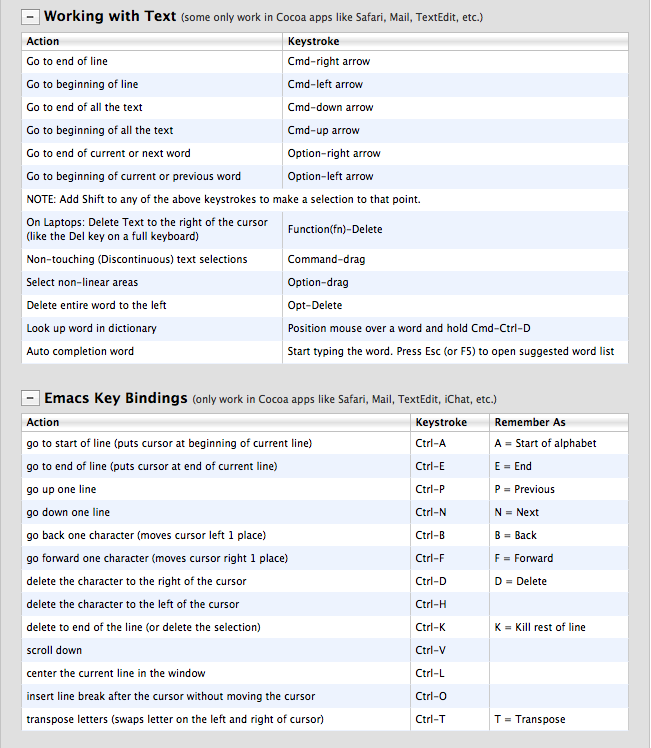 − Working with Text (some only work in Cocoa apps like Safari, Mail, TextEdit, etc.)
Action Keystroke
Go to end of line Cmd-right arrow
Go to beginning of line Cmd-left arrow
Go to end of all the text Cmd-down arrow
Go to beginning of all the text Cmd-up arrow
Go to end of current or next word Option-right arrow
Go to beginning of current or previous word Option-left arrow
NOTE: Add Shift to any of the above keystrokes to make a selection to that point.
On Laptops: Delete Text to the right of the cursor
(like the Del key on a full keyboard) Function(fn)-Delete
Non-touching (Discontinuous) text selections Command-drag
Select non-linear areas Option-drag
Delete entire word to the left Opt-Delete
Look up word in dictionary Position mouse over a word and hold Cmd-Ctrl-D
Auto completion word Start typing the word. Press Esc (or F5) to open suggested word list
− Emacs Key Bindings (only work in Cocoa apps like Safari, Mail, TextEdit, iChat, etc.)
Action Keystroke Remember As
go to start of line (puts cursor at beginning of current line) Ctrl-A A = Start of alphabet
go to end of line (puts cursor at end of current line) Ctrl-E E = End
go up one line Ctrl-P P = Previous
go down one line Ctrl-N N = Next
go back one character (moves cursor left 1 place) Ctrl-B B = Back
go forward one character (moves cursor right 1 place) Ctrl-F F = Forward
delete the character to the right of the cursor Ctrl-D D = Delete
delete the character to the left of the cursor Ctrl-H
delete to end of the line (or delete the selection) Ctrl-K K = Kill rest of line
scroll down Ctrl-V
center the current line in the window Ctrl-L
insert line break after the cursor without moving the cursor Ctrl-O
transpose letters (swaps letter on the left and right of cursor) Ctrl-T T = Transpose